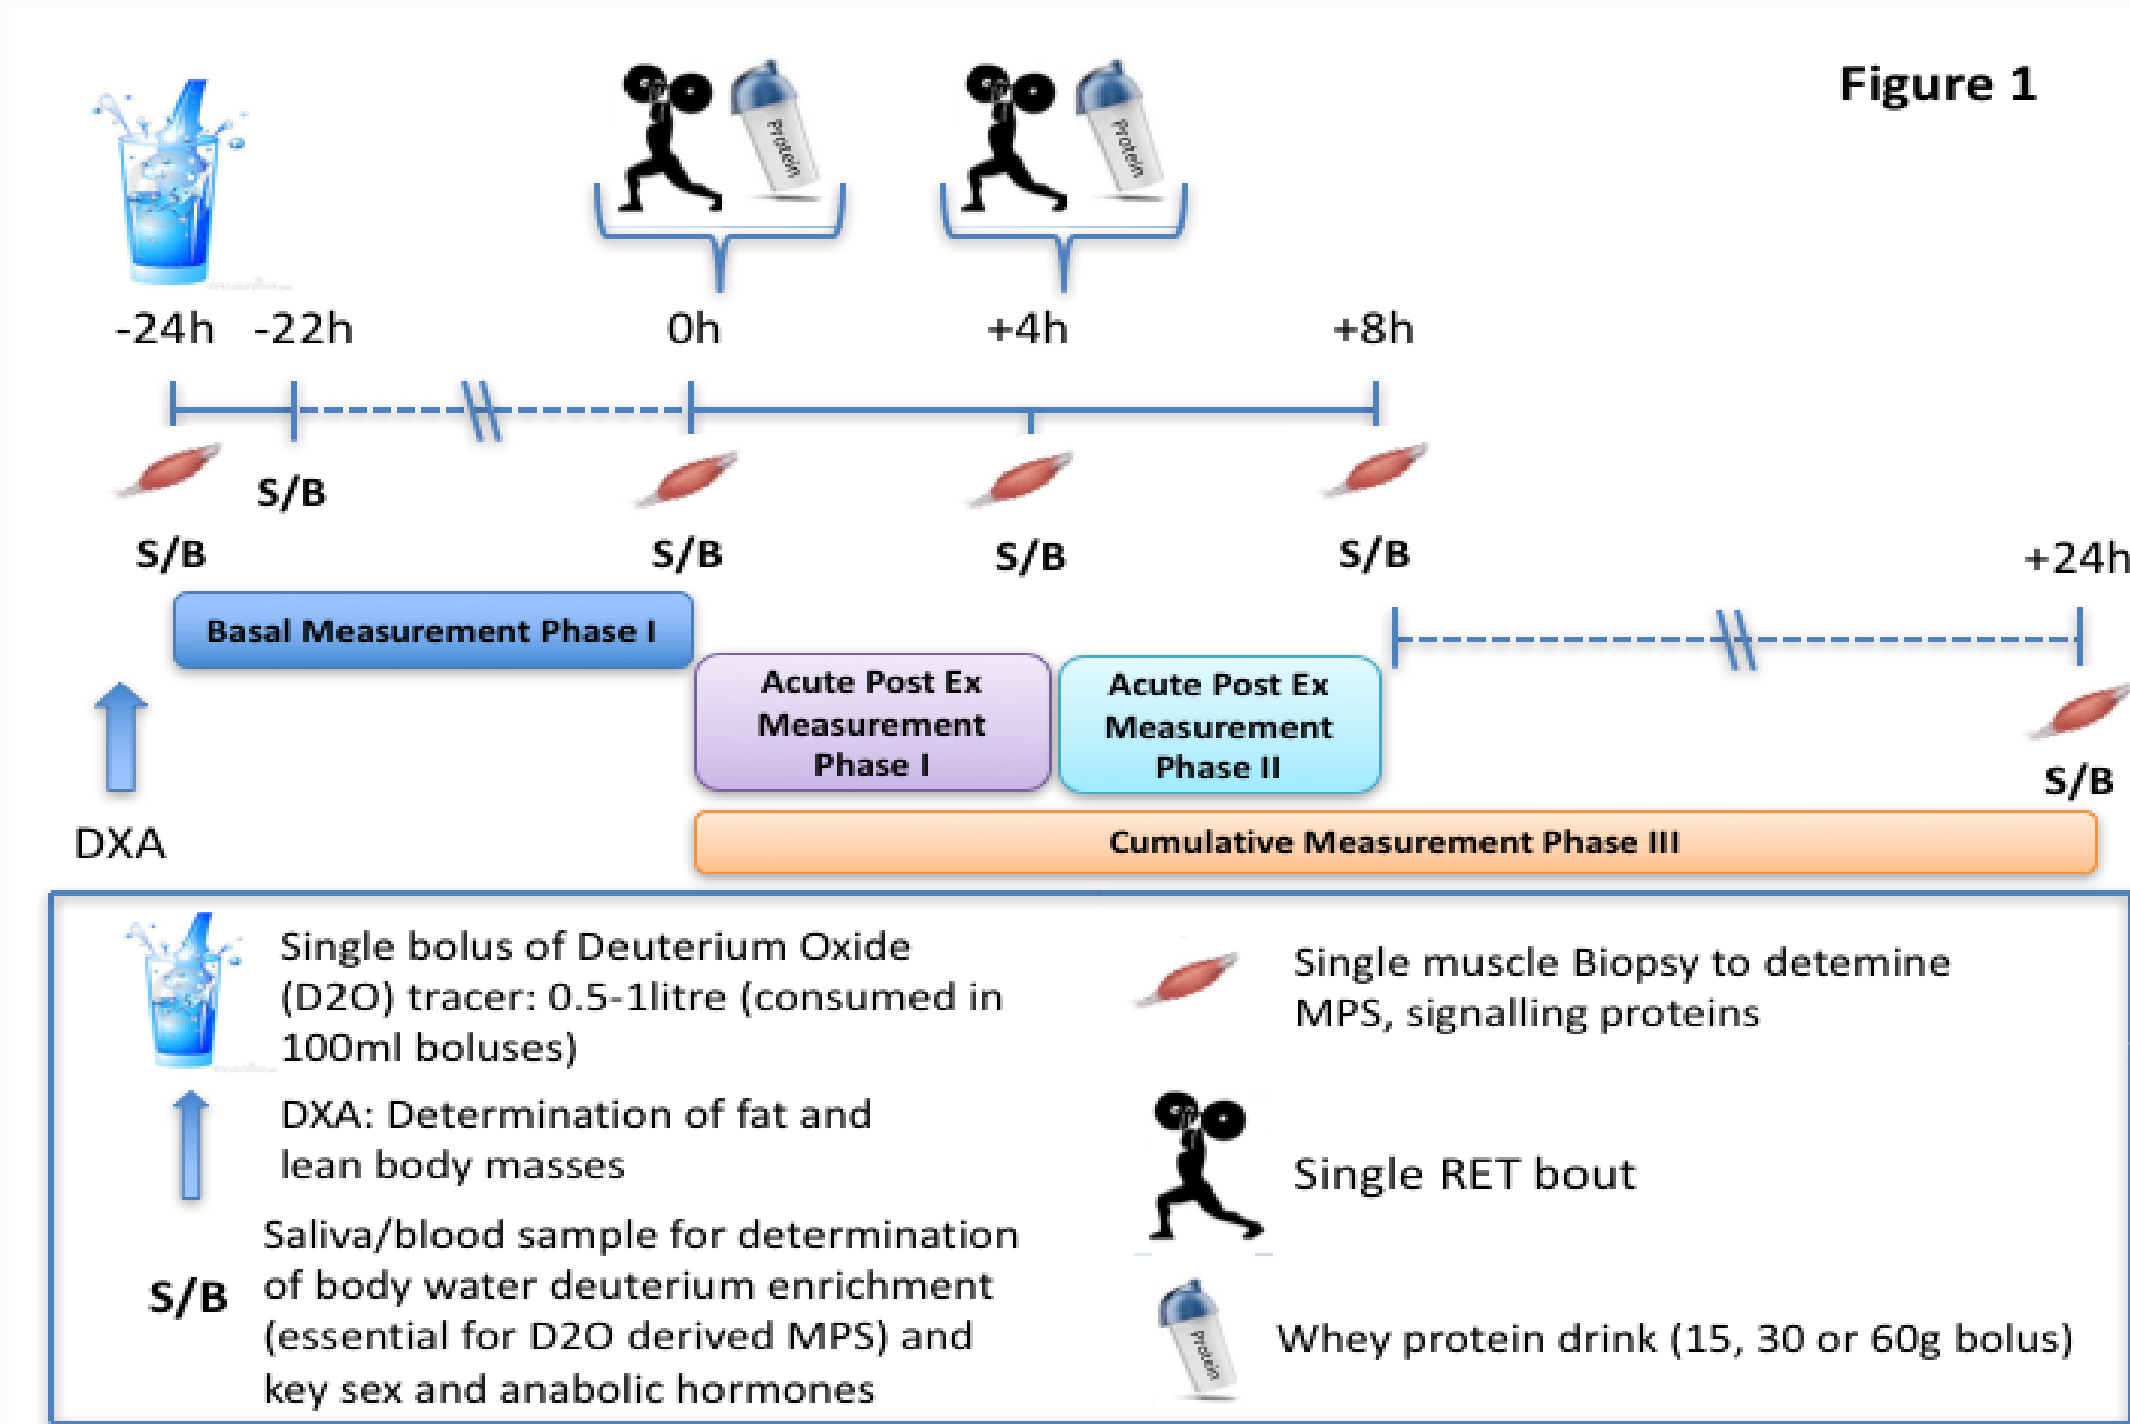 Figure 1
Protein
Protein
-24h -22h 0h +4h +8h
S/B
S/B S/B S/B S/B
+24h
Basal Measurement Phase I
Acute Post Ex
Measurement
Phase I
Acute Post Ex
Measurement
Phase II
S/B
DXA
Cumulative Measurement Phase III
Single bolus of Deuterium Oxide
(D2O) tracer: 0.5-1litre (consumed in
100ml boluses)
DXA: Determination of fat and
lean body masses
S/B
Saliva/blood sample for determination
of body water deuterium enrichment
(essential for D2O derived MPS) and
key sex and anabolic hormones
Single muscle Biopsy to detemine
MPS, signalling proteins
Single RET bout
Protein
Whey protein drink (15, 30 or 60g bolus)